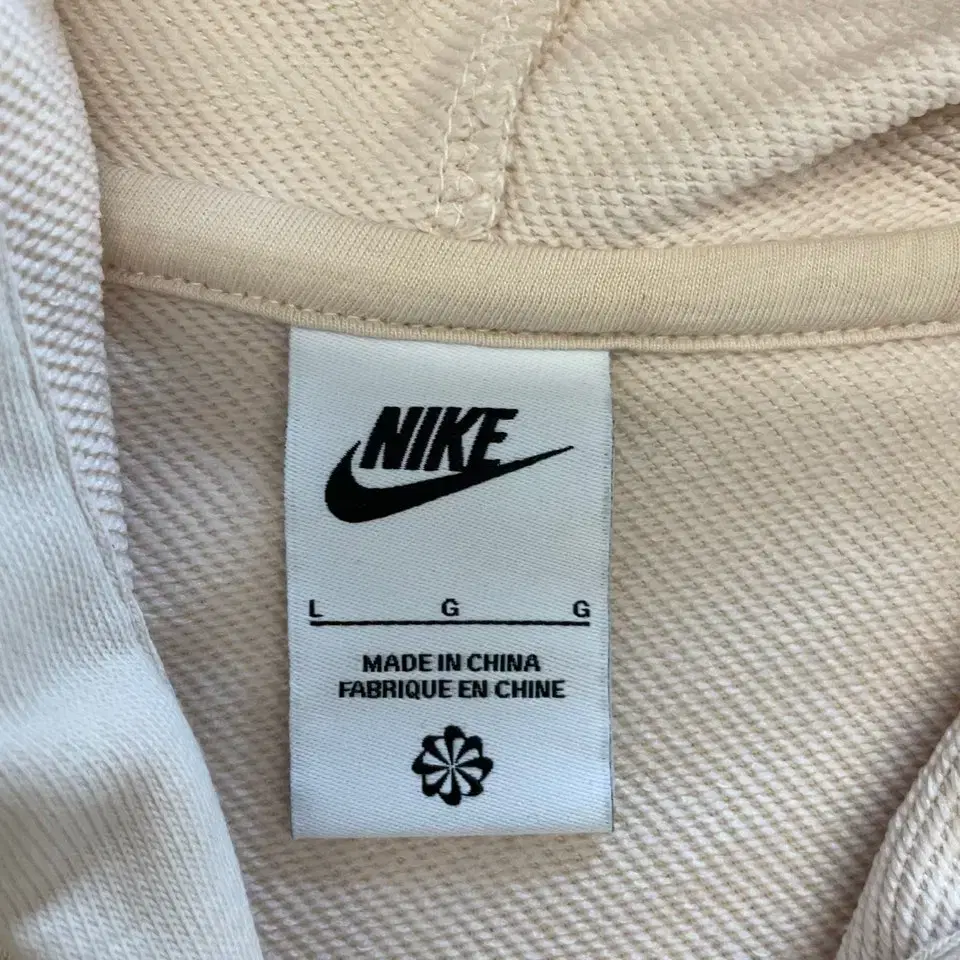 NIKE
L G G
MADE IN CHINA
FABRIQUE EN CHINE